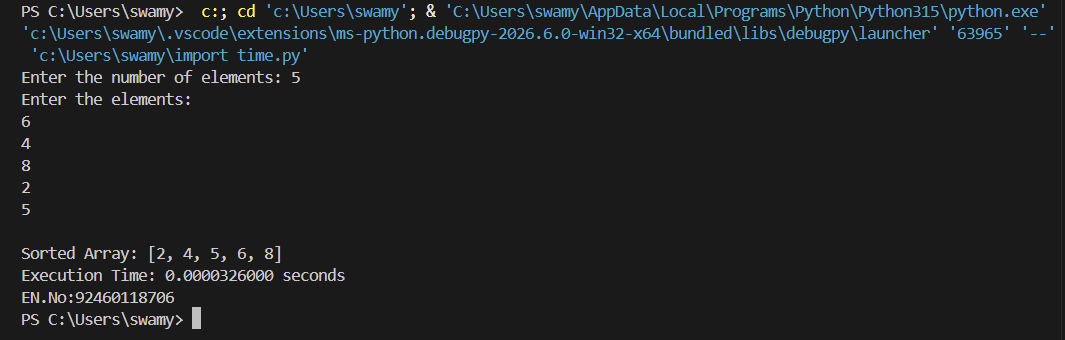 PS C:\Users\swamy>  c:; cd 'c:\Users\swamy'; & 'C:\Users\swamy\AppData\Local\Programs\Python\Python315\python.exe'
'c:\Users\swamy\.vscode\extensions\ms-python.debugpy-2026.6.0-win32-x64\bundled\libs\debugpy\launcher' '63965' '--'
 'c:\Users\swamy\import time.py'
Enter the number of elements: 5
Enter the elements:
6
4
8
2
5

Sorted Array: [2, 4, 5, 6, 8]
Execution Time: 0.0000326000 seconds
EN.No:92460118706
PS C:\Users\swamy>